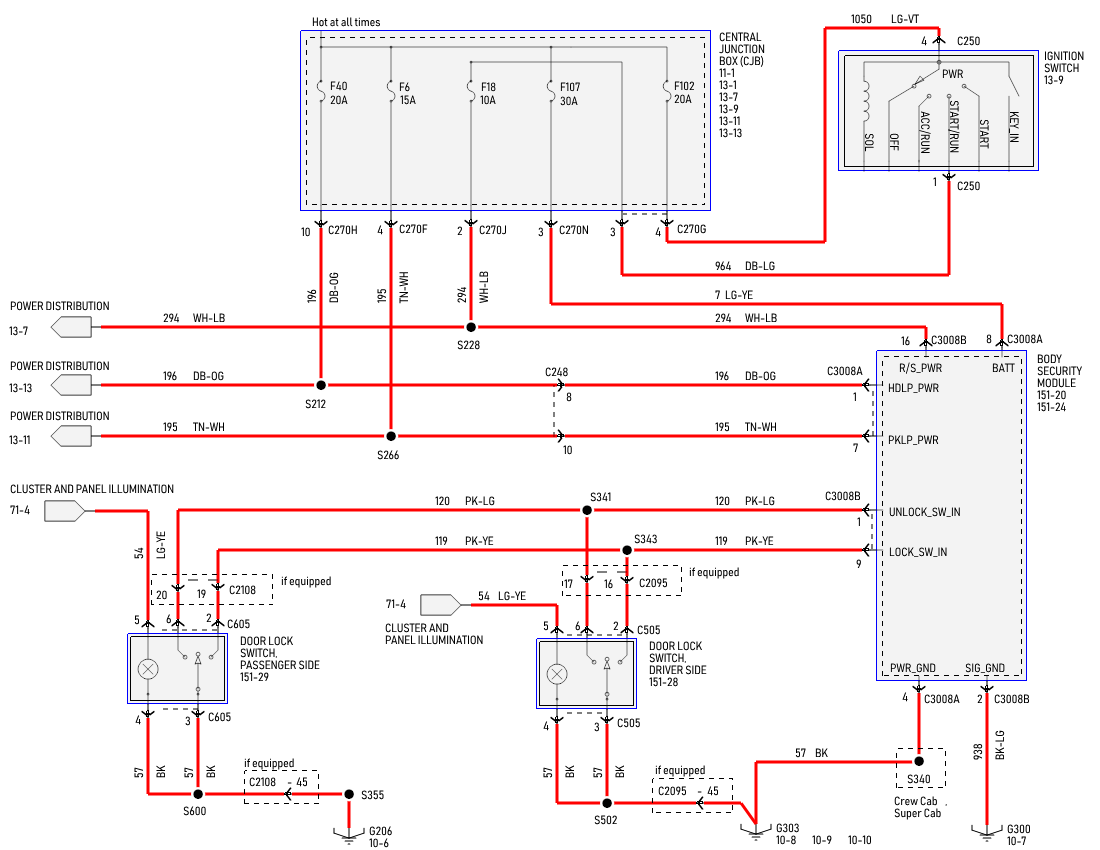 Hot at all times
1050 LG-VT
4 C250
CENTRAL
JUNCTION
BOX (CJB)
11-1
13-1
13-7
13-9
13-11
13-13
IGNITION
SWITCH
13-9
PWR
SOL
OFF
ACC/RUN
START/RUN
START
KEY_IN
1 C250
F40
20A
F6
15A
F18
10A
F107
30A
F102
20A
10 C270H
4 C270F
2 C270J
3 C270N
3
4 C270G
964 DB-LG
196 DB-OG
195 TN-WH
294 WH-LB
7 LG-YE
POWER DISTRIBUTION
13-7
294 WH-LB
S228
294 WH-LB
16 C3008B
8 C3008A
POWER DISTRIBUTION
13-13
196 DB-OG
S212
C248
8
196 DB-OG
C3008A
1
POWER DISTRIBUTION
13-11
195 TN-WH
S266
10
195 TN-WH
7
R/S_PWR
BATT
HDLP_PWR
PKLP_PWR
UNLOCK_SW_IN
LOCK_SW_IN
PWR_GND
SIG_GND
BODY
SECURITY
MODULE
151-20
151-24
CLUSTER AND PANEL ILLUMINATION
71-4
120 PK-LG
S341
120 PK-LG
C3008B
1
119 PK-YE
S343
119 PK-YE
9
54 LG-YE
20
19 C2108
if equipped
17
16 C2095
if equipped
71-4
54 LG-YE
CLUSTER AND
PANEL ILLUMINATION
5
6
2 C605
DOOR LOCK
SWITCH,
PASSENGER SIDE
151-29
4
3 C605
5
6
2 C505
DOOR LOCK
SWITCH,
DRIVER SIDE
151-28
4
3 C505
4 C3008A
2 C3008B
57 BK
57 BK
if equipped
C2108 - 45
S600
S355
G206
10-6
57 BK
57 BK
if equipped
C2095 - 45
S502
57 BK
S340
Crew Cab .
Super Cab
938 BK-LG
G303
10-8 10-9 10-10
G300
10-7